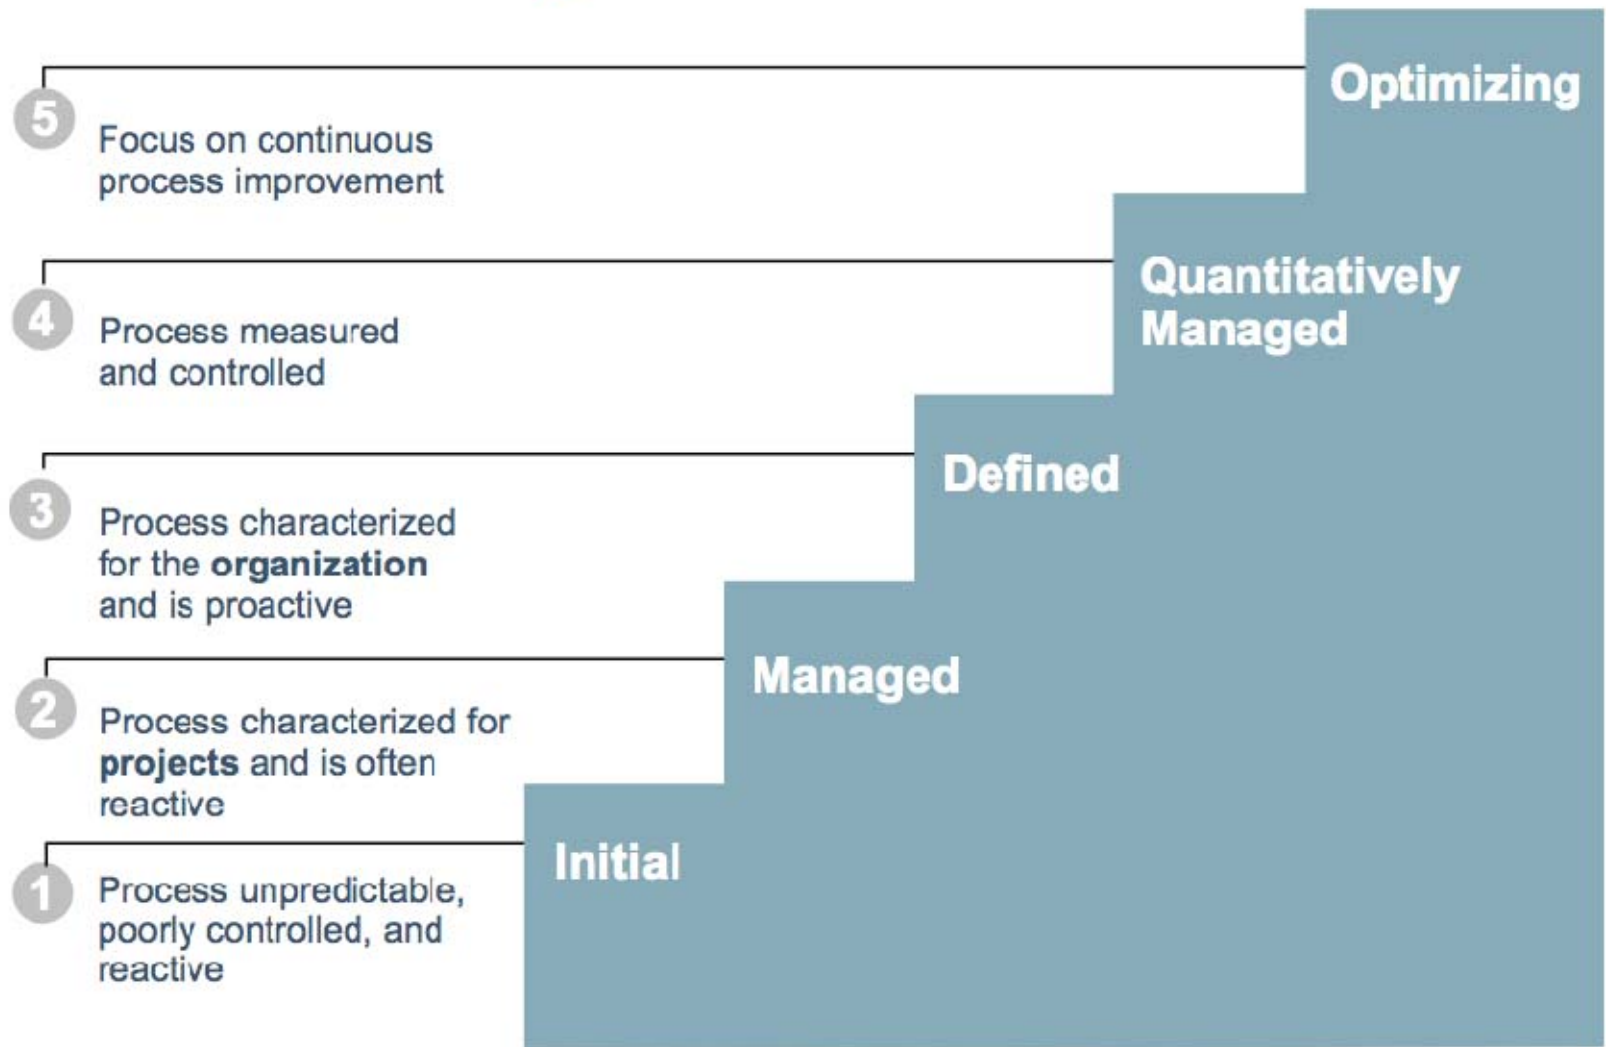 5
Optimizing
Focus on continuous
process improvement
4
Quantitatively
Managed
Process measured
and controlled
3
Defined
Process characterized
for the organization
and is proactive
2
Managed
Process characterized for
projects and is often
reactive
1
Initial
Process unpredictable,
poorly controlled, and
reactive